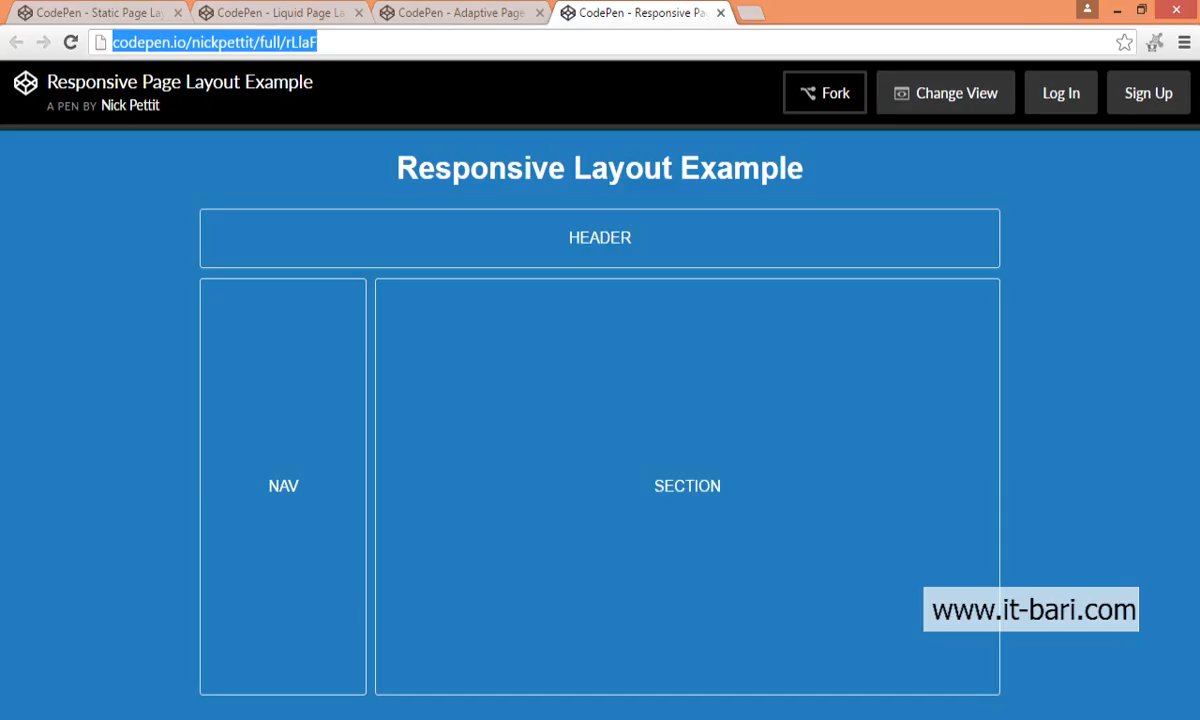 CodePen - Static Page La
CodePen - Liquid Page La
CodePen - Adaptive Page
CodePen - Responsive Pa
codepen.io/nickpettit/full/rLlaF
Responsive Page Layout Example
A PEN BY Nick Pettit
Fork
Change View
Log In
Sign Up
Responsive Layout Example
HEADER
NAV
SECTION
www.it-bari.com